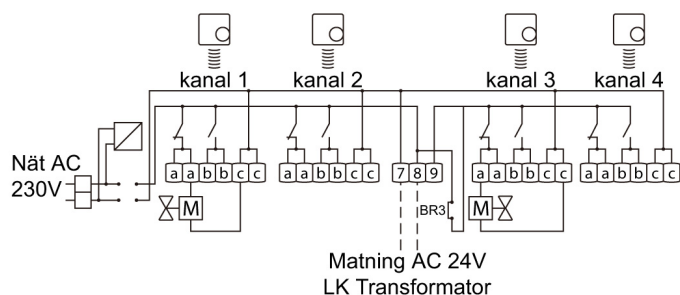 kanal 1 kanal 2 kanal 3 kanal 4
Nät AC
230V
a a b b c c a a b b c c 7 8 9 a a b b c c a a b b c c
M BR3 M
Matning AC 24V
LK Transformator